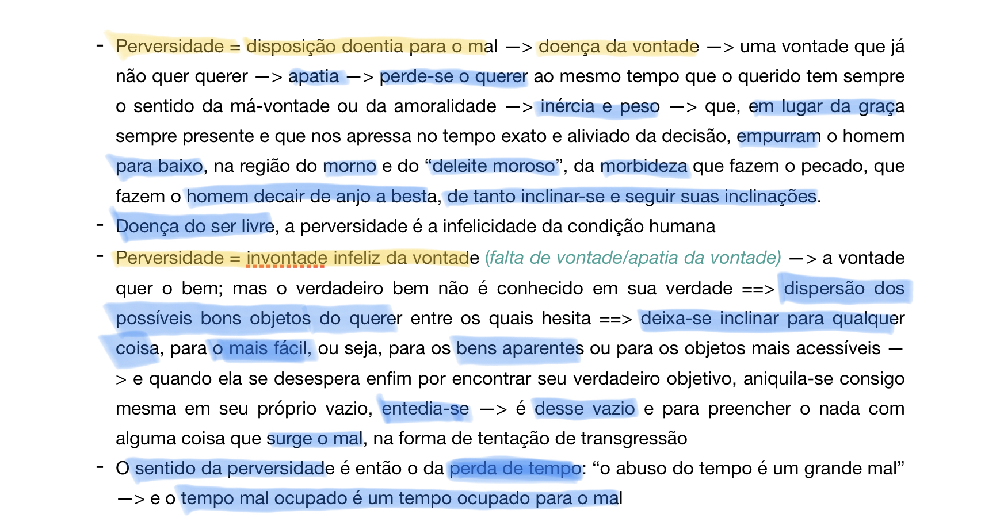 - Perversidade = disposição doentia para o mal —> doença da vontade —> uma vontade que já
não quer querer —> apatia —> perde-se o querer ao mesmo tempo que o querido tem sempre
o sentido da má-vontade ou da amoralidade —> inércia e peso —> que, em lugar da graça
sempre presente e que nos apressa no tempo exato e aliviado da decisão, empurram o homem
para baixo, na região do morno e do “deleite moroso”, da morbideza que fazem o pecado, que
fazem o homem decair de anjo a besta, de tanto inclinar-se e seguir suas inclinações.
- Doença do ser livre, a perversidade é a infelicidade da condição humana
- Perversidade = invontade infeliz da vontade (falta de vontade/apatia da vontade) —> a vontade
quer o bem; mas o verdadeiro bem não é conhecido em sua verdade ==> dispersão dos
possíveis bons objetos do querer entre os quais hesita ==> deixa-se inclinar para qualquer
coisa, para o mais fácil, ou seja, para os bens aparentes ou para os objetos mais acessíveis —
> e quando ela se desespera enfim por encontrar seu verdadeiro objetivo, aniquila-se consigo
mesma em seu próprio vazio, entedia-se —> é desse vazio e para preencher o nada com
alguma coisa que surge o mal, na forma de tentação de transgressão
- O sentido da perversidade é então o da perda de tempo: “o abuso do tempo é um grande mal”
—> e o tempo mal ocupado é um tempo ocupado para o mal